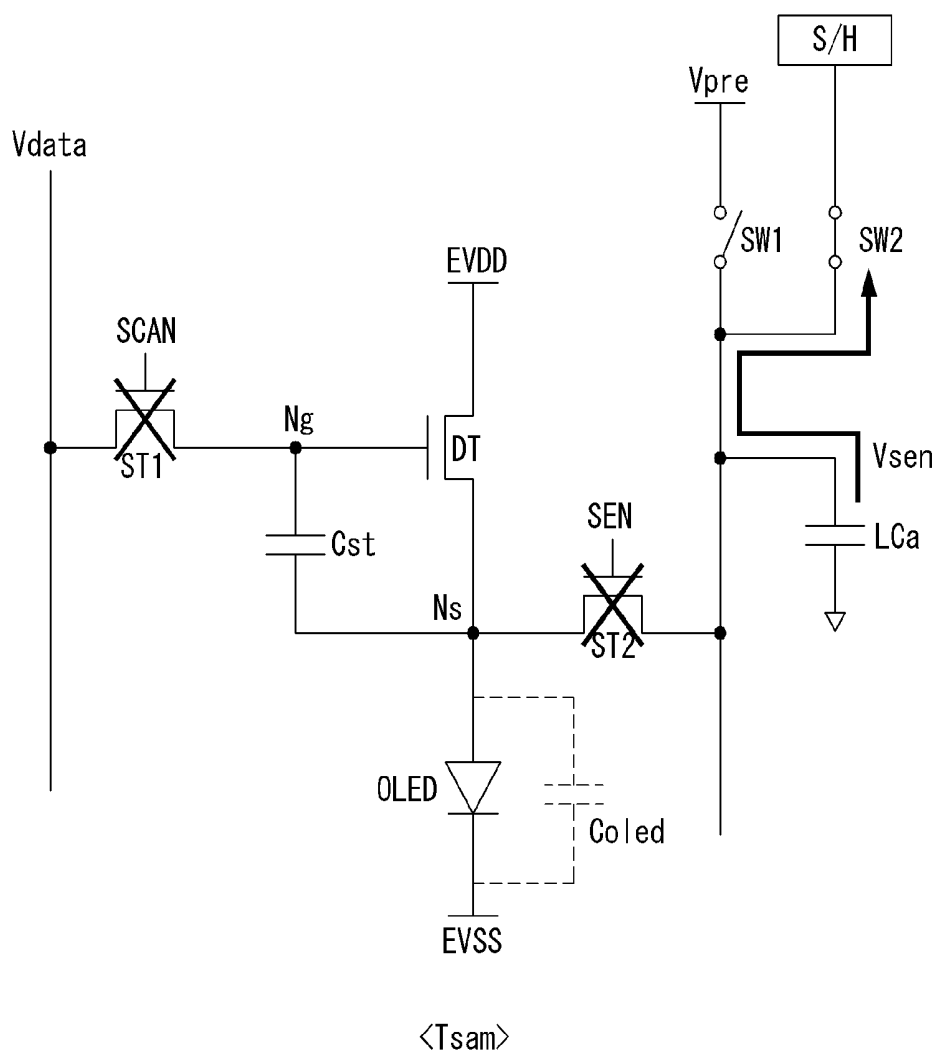 S/H
Vpre
Vdata
SW1
SW2
EVDD
SCAN
Ng
DT
ST1
Vsen
SEN
Cst
LCa
Ns
ST2
OLED
Coled
EVSS
<Tsam>